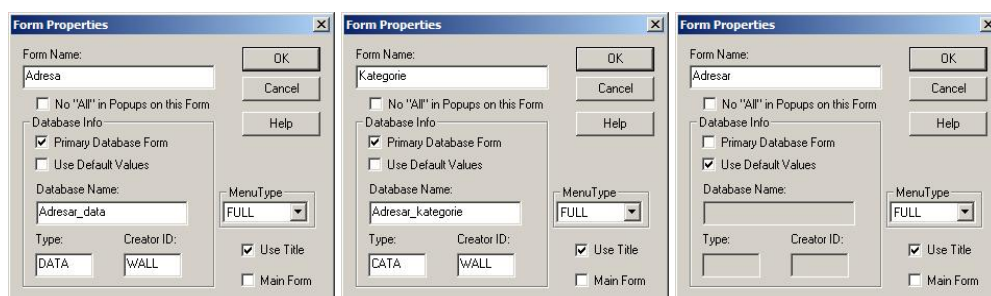 Form Properties
Form Name:
Adresa
OK
Cancel
Help
No "All" in Popups on this Form
Database Info
Primary Database Form
Use Default Values
Database Name:
Adresar_data
Type:
Creator ID:
DATA
WALL
MenuType
FULL
Use Title
Main Form
Form Properties
Form Name:
Kategorie
OK
Cancel
Help
No "All" in Popups on this Form
Database Info
Primary Database Form
Use Default Values
Database Name:
Adresar_kategorie
Type:
Creator ID:
CATA
WALL
MenuType
FULL
Use Title
Main Form
Form Properties
Form Name:
Adresar
OK
Cancel
Help
No "All" in Popups on this Form
Database Info
Primary Database Form
Use Default Values
Database Name:
Type:
Creator ID:
MenuType
FULL
Use Title
Main Form